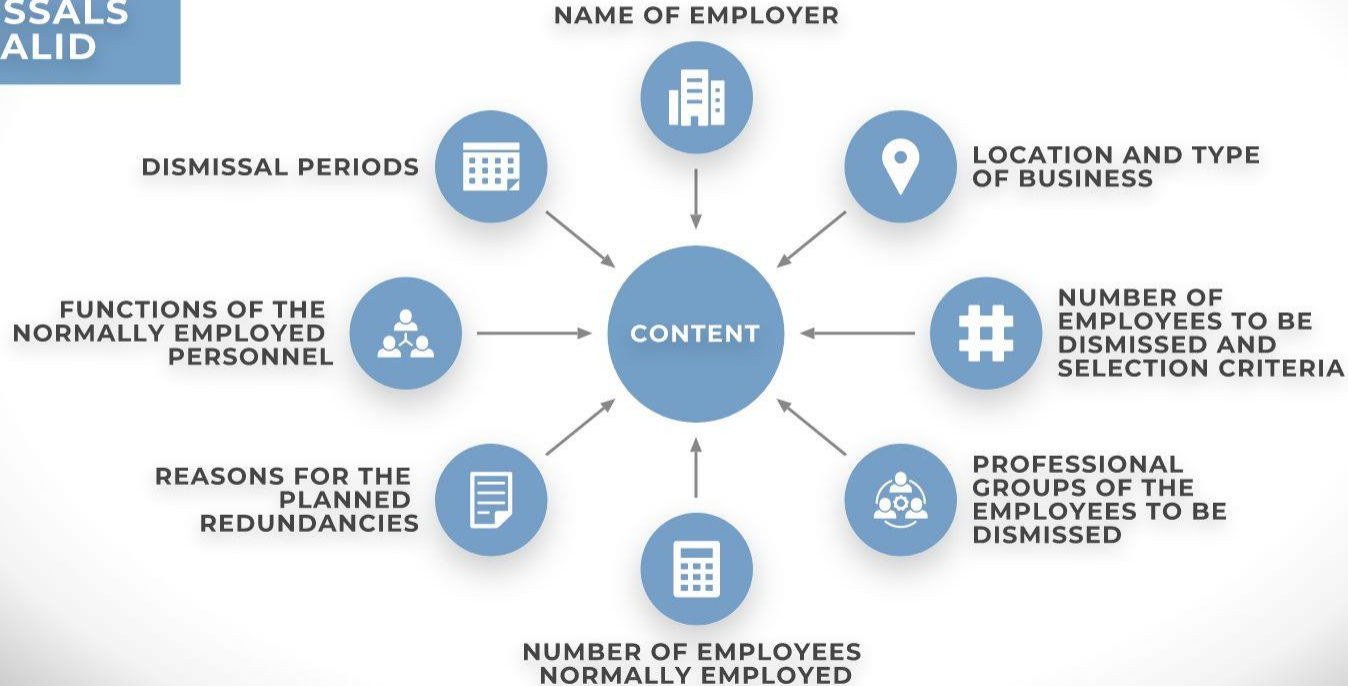 SSALS
ALID
NAME OF EMPLOYER
DISMISSAL PERIODS
LOCATION AND TYPE
OF BUSINESS
FUNCTIONS OF THE
NORMALLY EMPLOYED
PERSONNEL
CONTENT
NUMBER OF
EMPLOYEES TO BE
DISMISSED AND
SELECTION CRITERIA
REASONS FOR THE
PLANNED
REDUNDANCIES
PROFESSIONAL
GROUPS OF THE
EMPLOYEES TO BE
DISMISSED
NUMBER OF EMPLOYEES
NORMALLY EMPLOYED